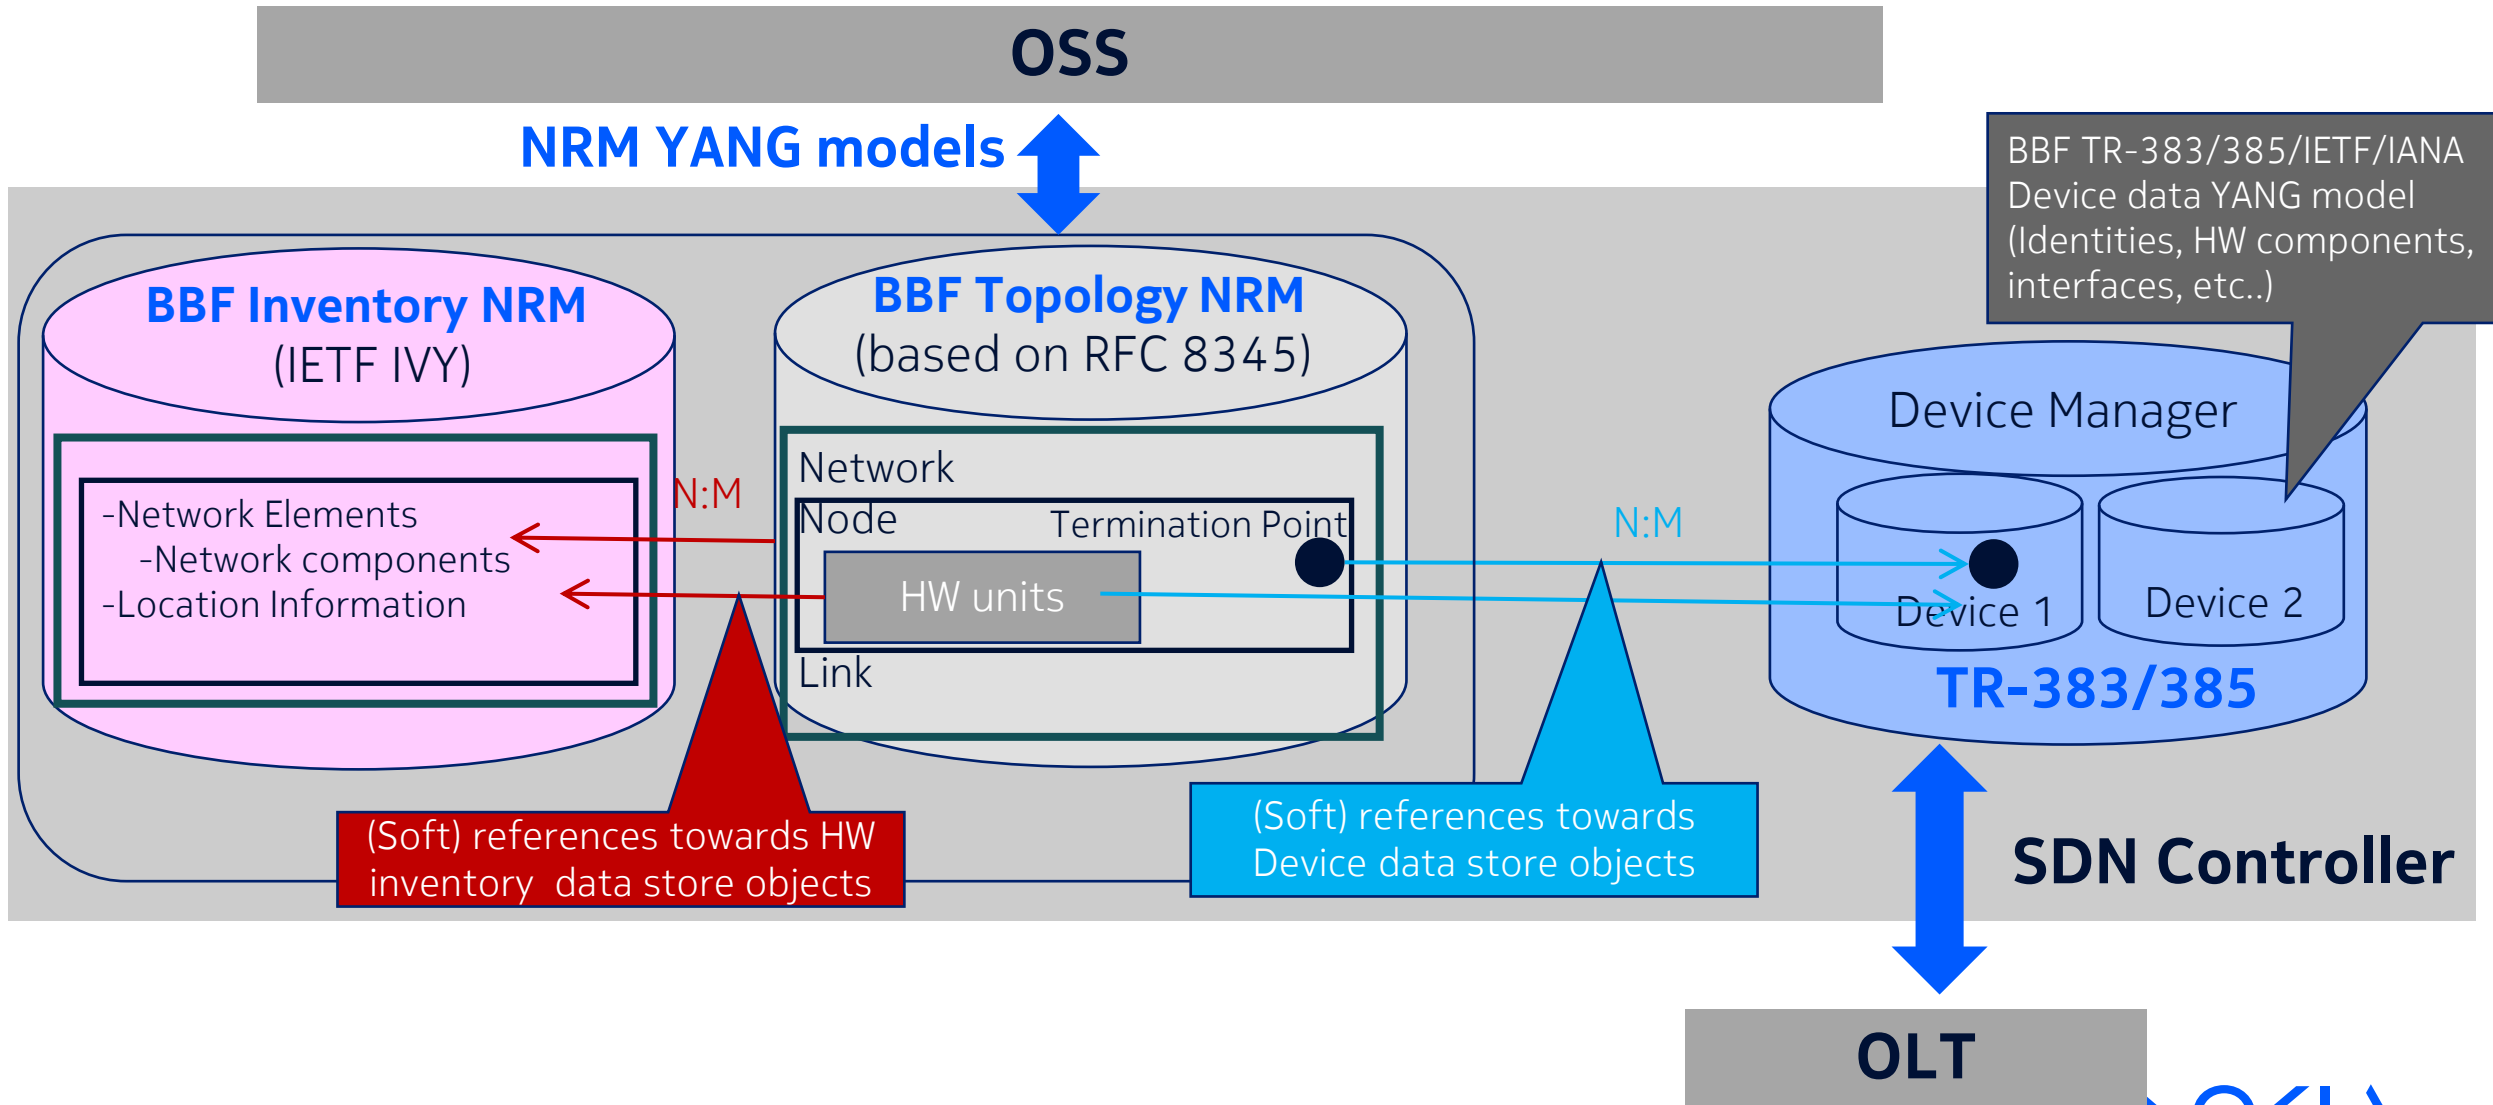 OSS
NRM YANG models
BBF TR-383/385/IETF/IANA
Device data YANG model
(Identities, HW components,
interfaces, etc..)
BBF Inventory NRM
(IETF IVY)
BBF Topology NRM
(based on RFC 8345)
Device Manager
-Network Elements
-Network components
-Location Information
N:M
Network
Node
Termination Point
HW units
Link
N:M
Device 1
Device 2
TR-383/385
(Soft) references towards HW
inventory  data store objects
(Soft) references towards
Device data store objects
SDN Controller
OLT